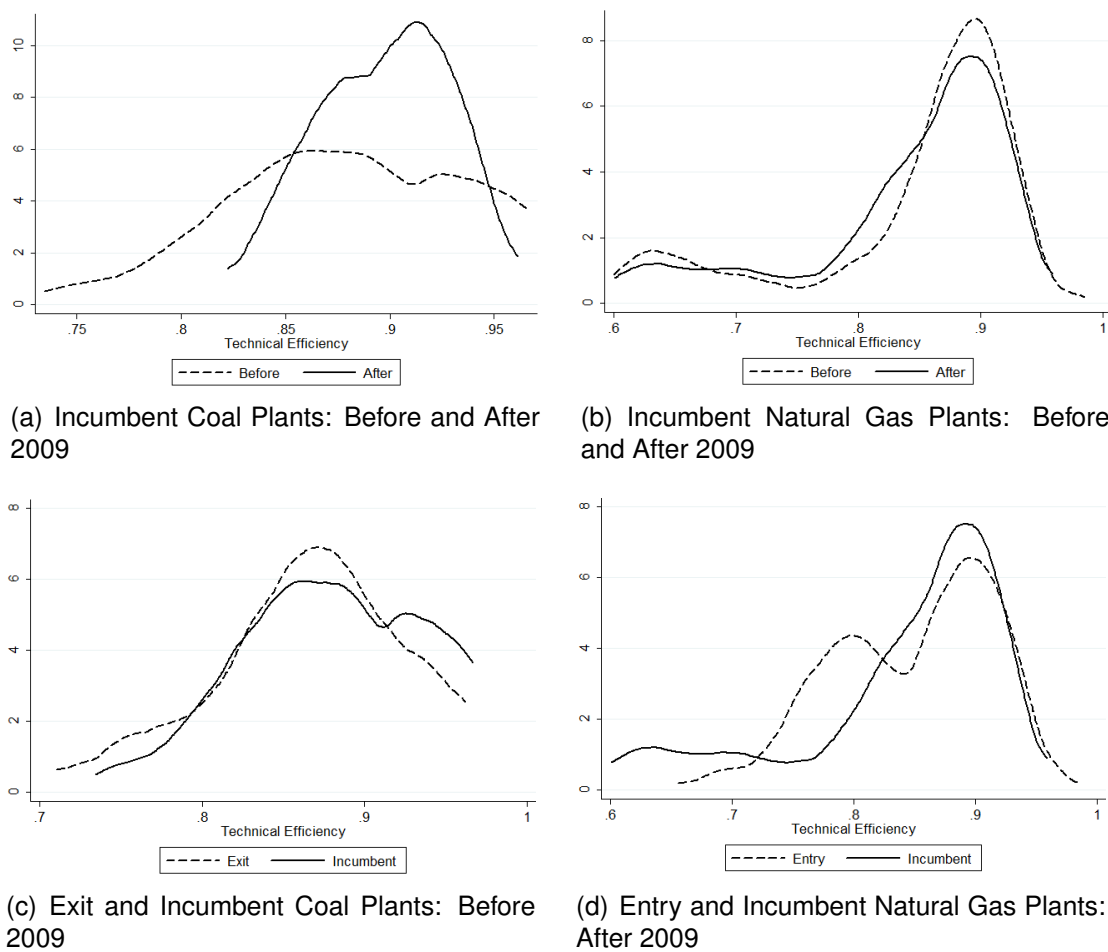 10
8
6
4
2
0
.75 .8 .85 .9 .95
Technical Efficiency
Before After
(a) Incumbent Coal Plants: Before and After
2009
8
6
4
2
0
.6 .7 .8 .9 1
Technical Efficiency
Before After
(b) Incumbent Natural Gas Plants: Before
and After 2009
8
6
4
2
0
.7 .8 .9 1
Technical Efficiency
Exit Incumbent
(c) Exit and Incumbent Coal Plants: Before
2009
8
6
4
2
0
.6 .7 .8 .9 1
Technical Efficiency
Entry Incumbent
(d) Entry and Incumbent Natural Gas Plants:
After 2009